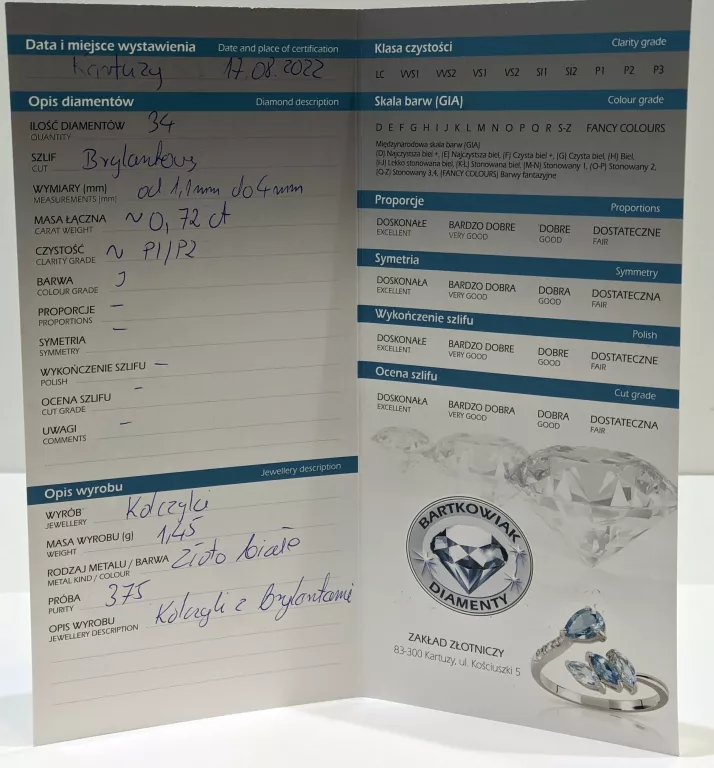 Data i miejsce wystawienia Date and place of certification
Kartuzy 17.08.2022
Opis diamentów Diamond description
ILOŚĆ DIAMENTÓW 34
QUANTITY
SZLIF Brylantowy
CUT
WYMIARY (mm) od 1,1mm do 4mm
MEASUREMENTS (mm)
MASA ŁĄCZNA ~0,72 ct
CARAT WEIGHT
CZYSTOŚĆ ~ P1/P2
CLARITY GRADE
BARWA J
COLOUR GRADE
PROPORCJE —
PROPORTIONS
SYMETRIA —
SYMMETRY
WYKOŃCZENIE SZLIFU —
POLISH
OCENA SZLIFU —
CUT GRADE
UWAGI —
COMMENTS
Opis wyrobu Jewellery description
WYRÓB Kolczyki
JEWELLERY
MASA WYROBU (g) 1,45
WEIGHT
RODZAJ METALU / BARWA Złoto białe
METAL KIND / COLOUR
PRÓBA 375
PURITY
OPIS WYROBU Kolczyki z Brylantami
JEWELLERY DESCRIPTION
Klasa czystości Clarity grade
LC VVS1 VVS2 VS1 VS2 SI1 SI2 P1 P2 P3
Skala barw (GIA) Colour grade
D E F G H I J K L M N O P Q R S-Z FANCY COLOURS
Międzynarodowa skala barw (GIA)
(D) Najczystsza biel +, (E) Najczystsza biel, (F) Czysta biel +, (G) Czysta biel, (H) Biel,
(I-J) Lekko stonowana biel, (K-L) Stonowana biel, (M-N) Stonowany 1, (O-P) Stonowany 2,
(Q-Z) Stonowany 3,4, (FANCY COLOURS) Barwy fantazyjne
Proporcje Proportions
DOSKONAŁE BARDZO DOBRE DOBRE DOSTATECZNE
EXCELLENT VERY GOOD GOOD FAIR
Symetria Symmetry
DOSKONAŁA BARDZO DOBRA DOBRA DOSTATECZNA
EXCELLENT VERY GOOD GOOD FAIR
Wykończenie szlifu Polish
DOSKONAŁE BARDZO DOBRE DOBRE DOSTATECZNE
EXCELLENT VERY GOOD GOOD FAIR
Ocena szlifu Cut grade
DOSKONAŁA BARDZO DOBRA DOBRA DOSTATECZNA
EXCELLENT VERY GOOD GOOD FAIR
BARTKOWIAK
DIAMENTY
ZAKŁAD ZŁOTNICZY
83-300 Kartuzy, ul. Kościuszki 5